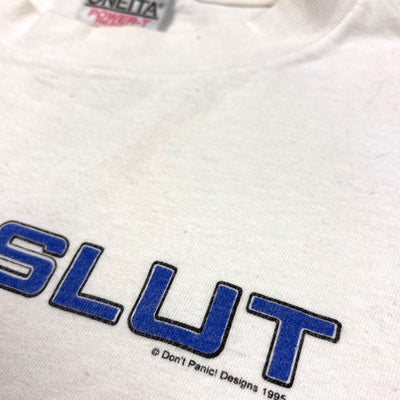 ONEITA
POWER-T
SLUT
© Don't Panic! Designs 1995